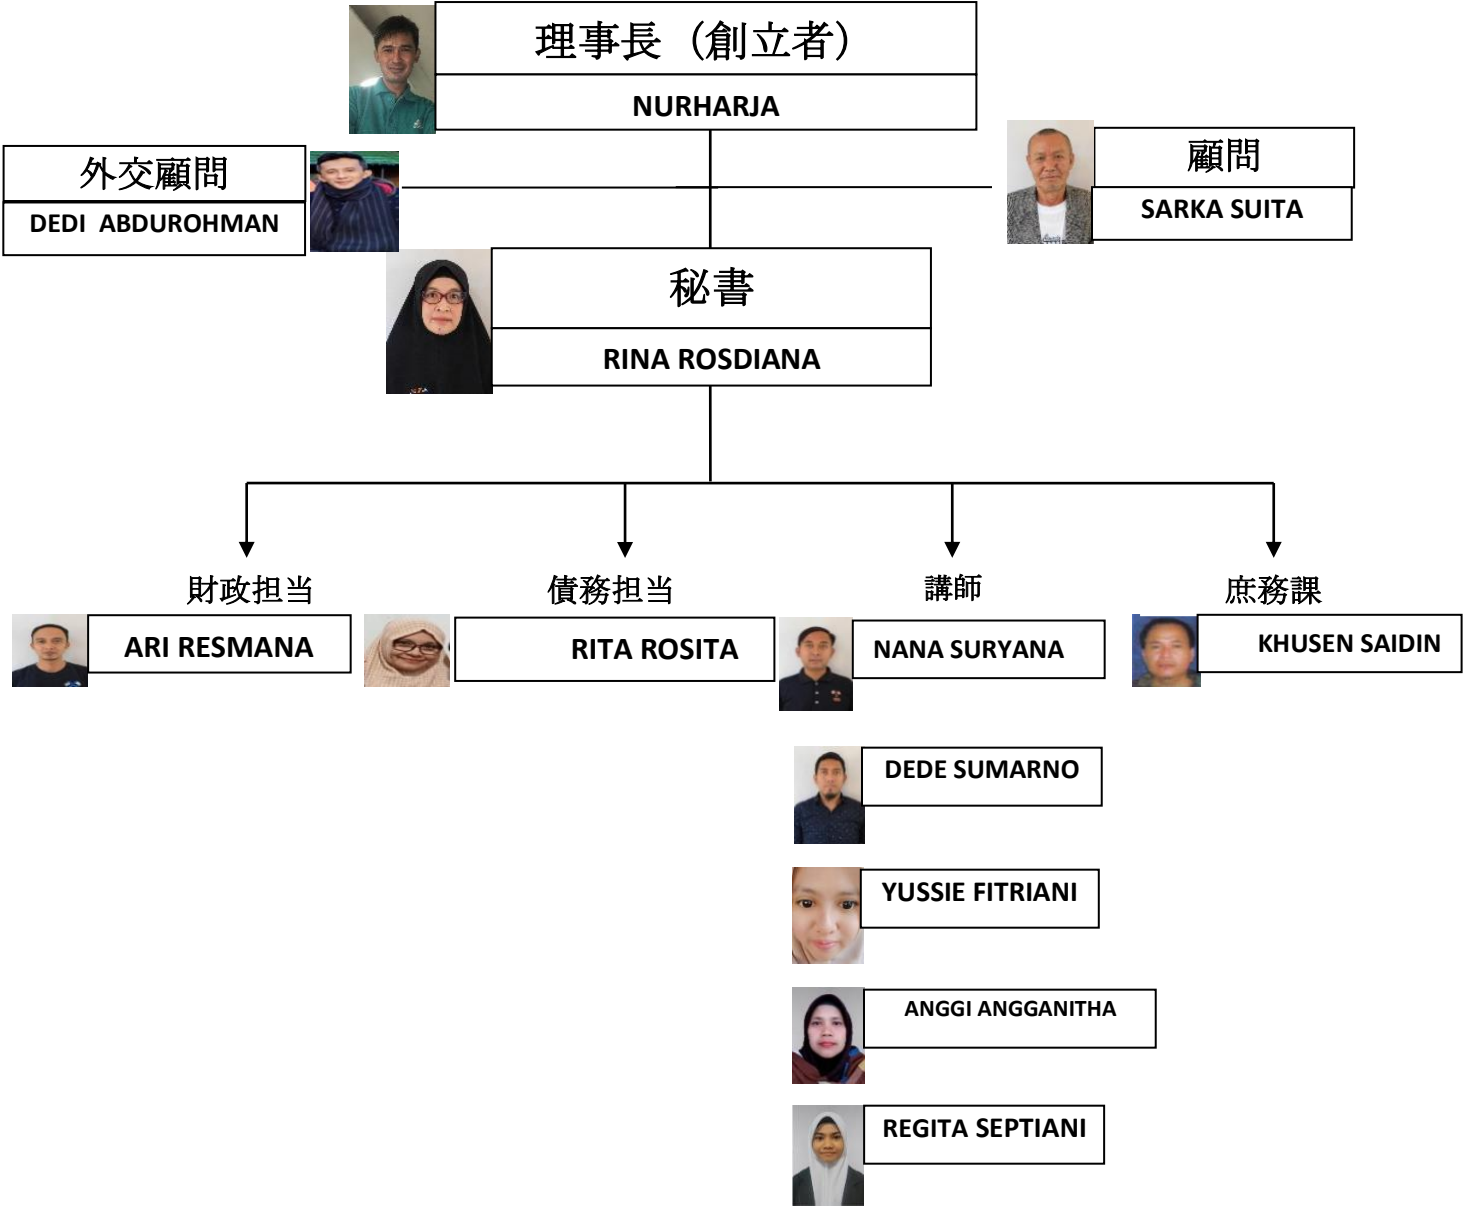 理事長（創立者）
NURHARJA
外交顧問
DEDI ABDUROHMAN
顧問
SARKA SUITA
秘書
RINA ROSDIANA
財政担当
ARI RESMANA
債務担当
RITA ROSITA
講師
NANA SURYANA
庶務課
KHUSEN SAIDIN
DEDE SUMARNO
YUSSIE FITRIANI
ANGGI ANGGANITHA
REGITA SEPTIANI